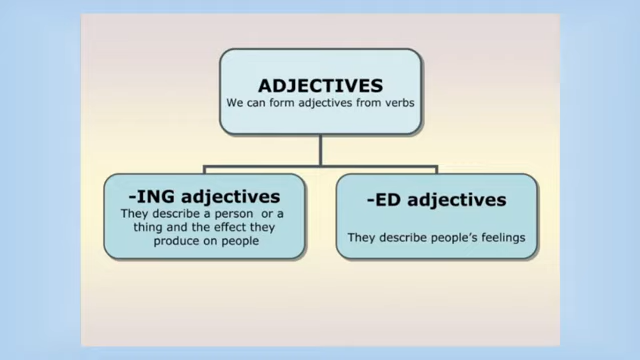 ADJECTIVES
We can form adjectives from verbs
-ING adjectives
They describe a person or a
thing and the effect they
produce on people
-ED adjectives
They describe people's feelings